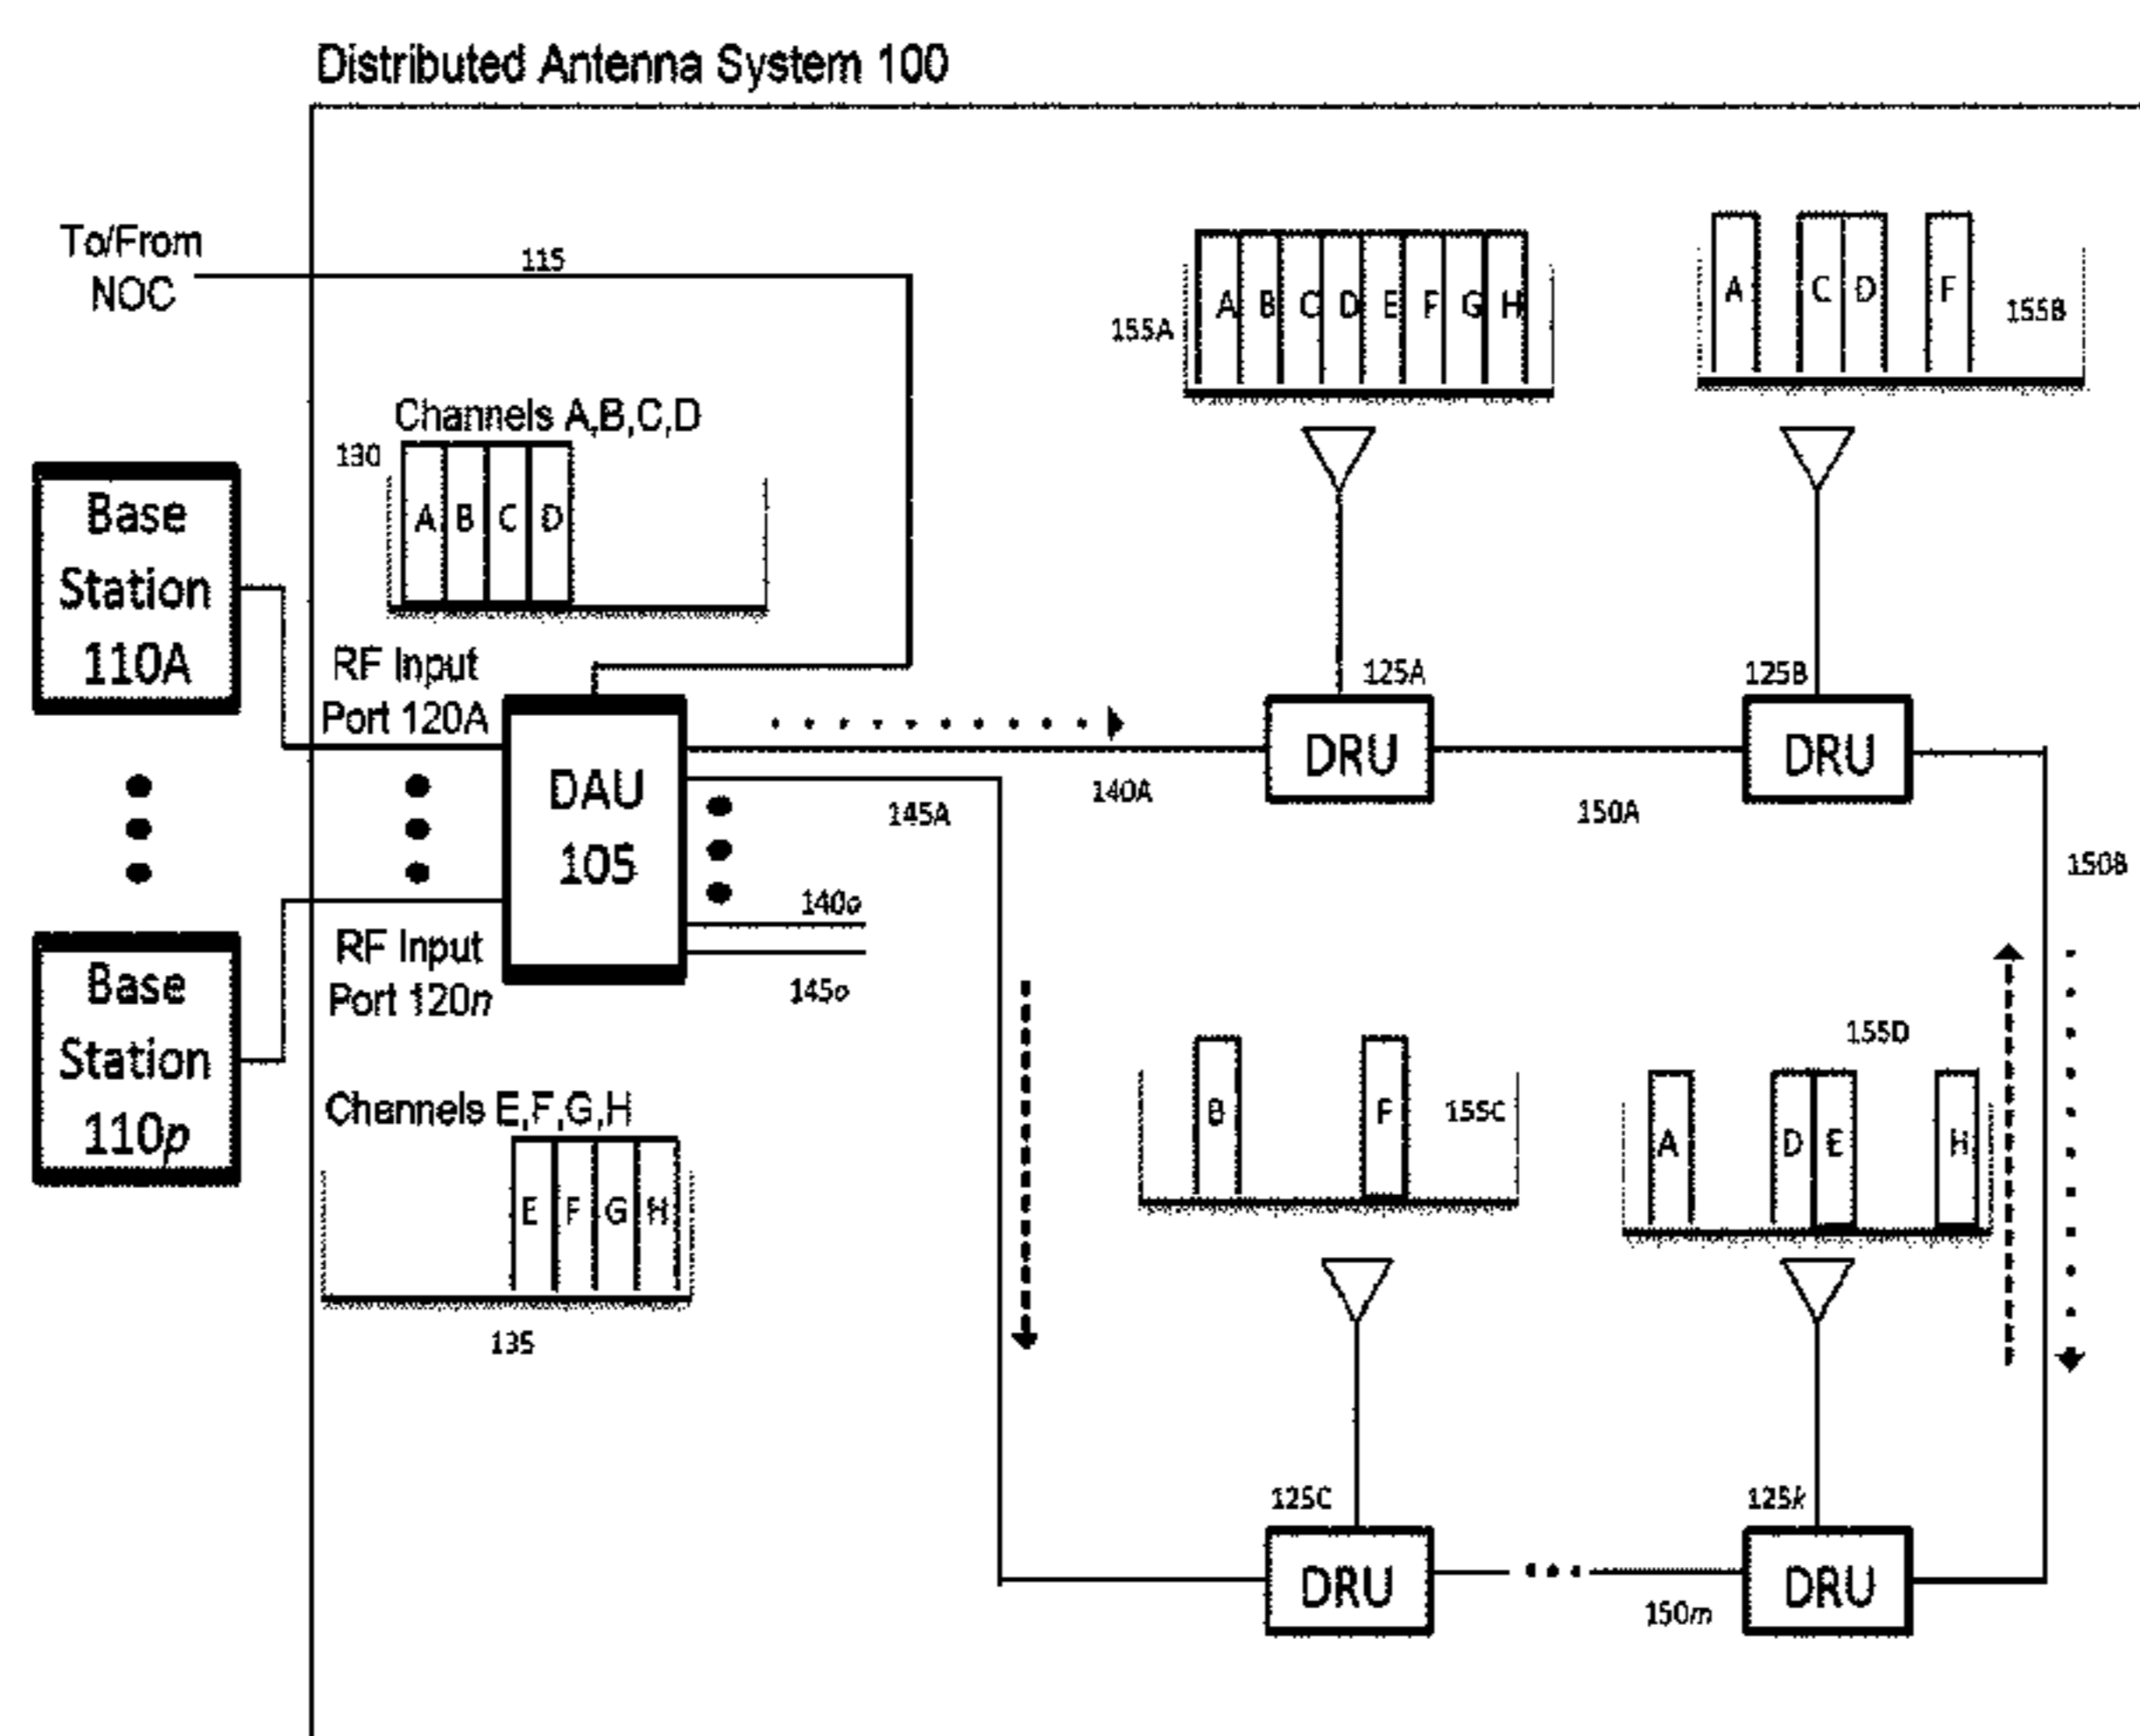 Distributed Antenna System 100
To/From
NOC
115
155A
A B C D E F G H
A C D F
155B
Channels A,B,C,D
130
A B C D
Base
Station
110A
RF Input
Port 120A
125A
125B
DAU
105
DRU
DRU
140A
145A
150A
150B
140o
145o
Base
Station
110p
RF Input
Port 120n
Channels E,F,G,H
E F G H
135
B F
155C
155D
A D E H
125C
125k
DRU
DRU
150m